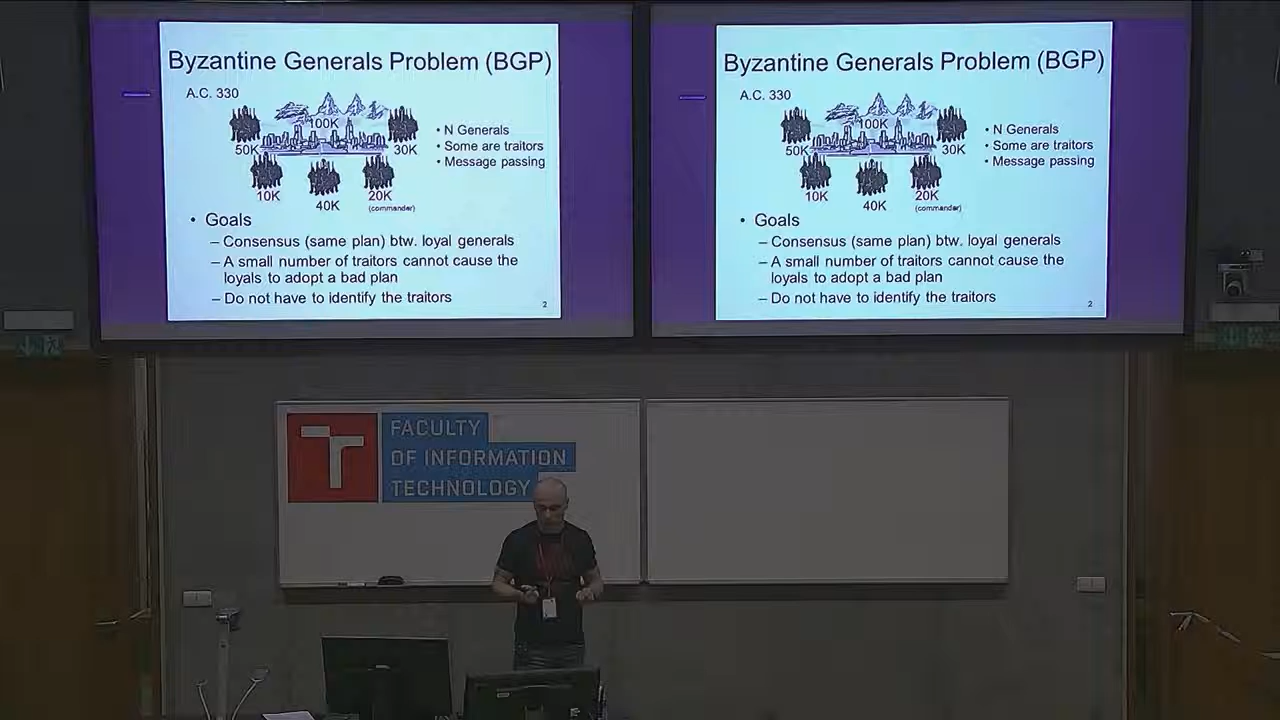 Byzantine Generals Problem (BGP)
A.C. 330
100K
50K
30K
10K
40K
20K
(commander)
• N Generals
• Some are traitors
• Message passing
• Goals
– Consensus (same plan) btw. loyal generals
– A small number of traitors cannot cause the
loyals to adopt a bad plan
– Do not have to identify the traitors
2
Byzantine Generals Problem (BGP)
A.C. 330
100K
50K
30K
10K
40K
20K
(commander)
• N Generals
• Some are traitors
• Message passing
• Goals
– Consensus (same plan) btw. loyal generals
– A small number of traitors cannot cause the
loyals to adopt a bad plan
– Do not have to identify the traitors
2
T
FACULTY
OF INFORMATION
TECHNOLOGY